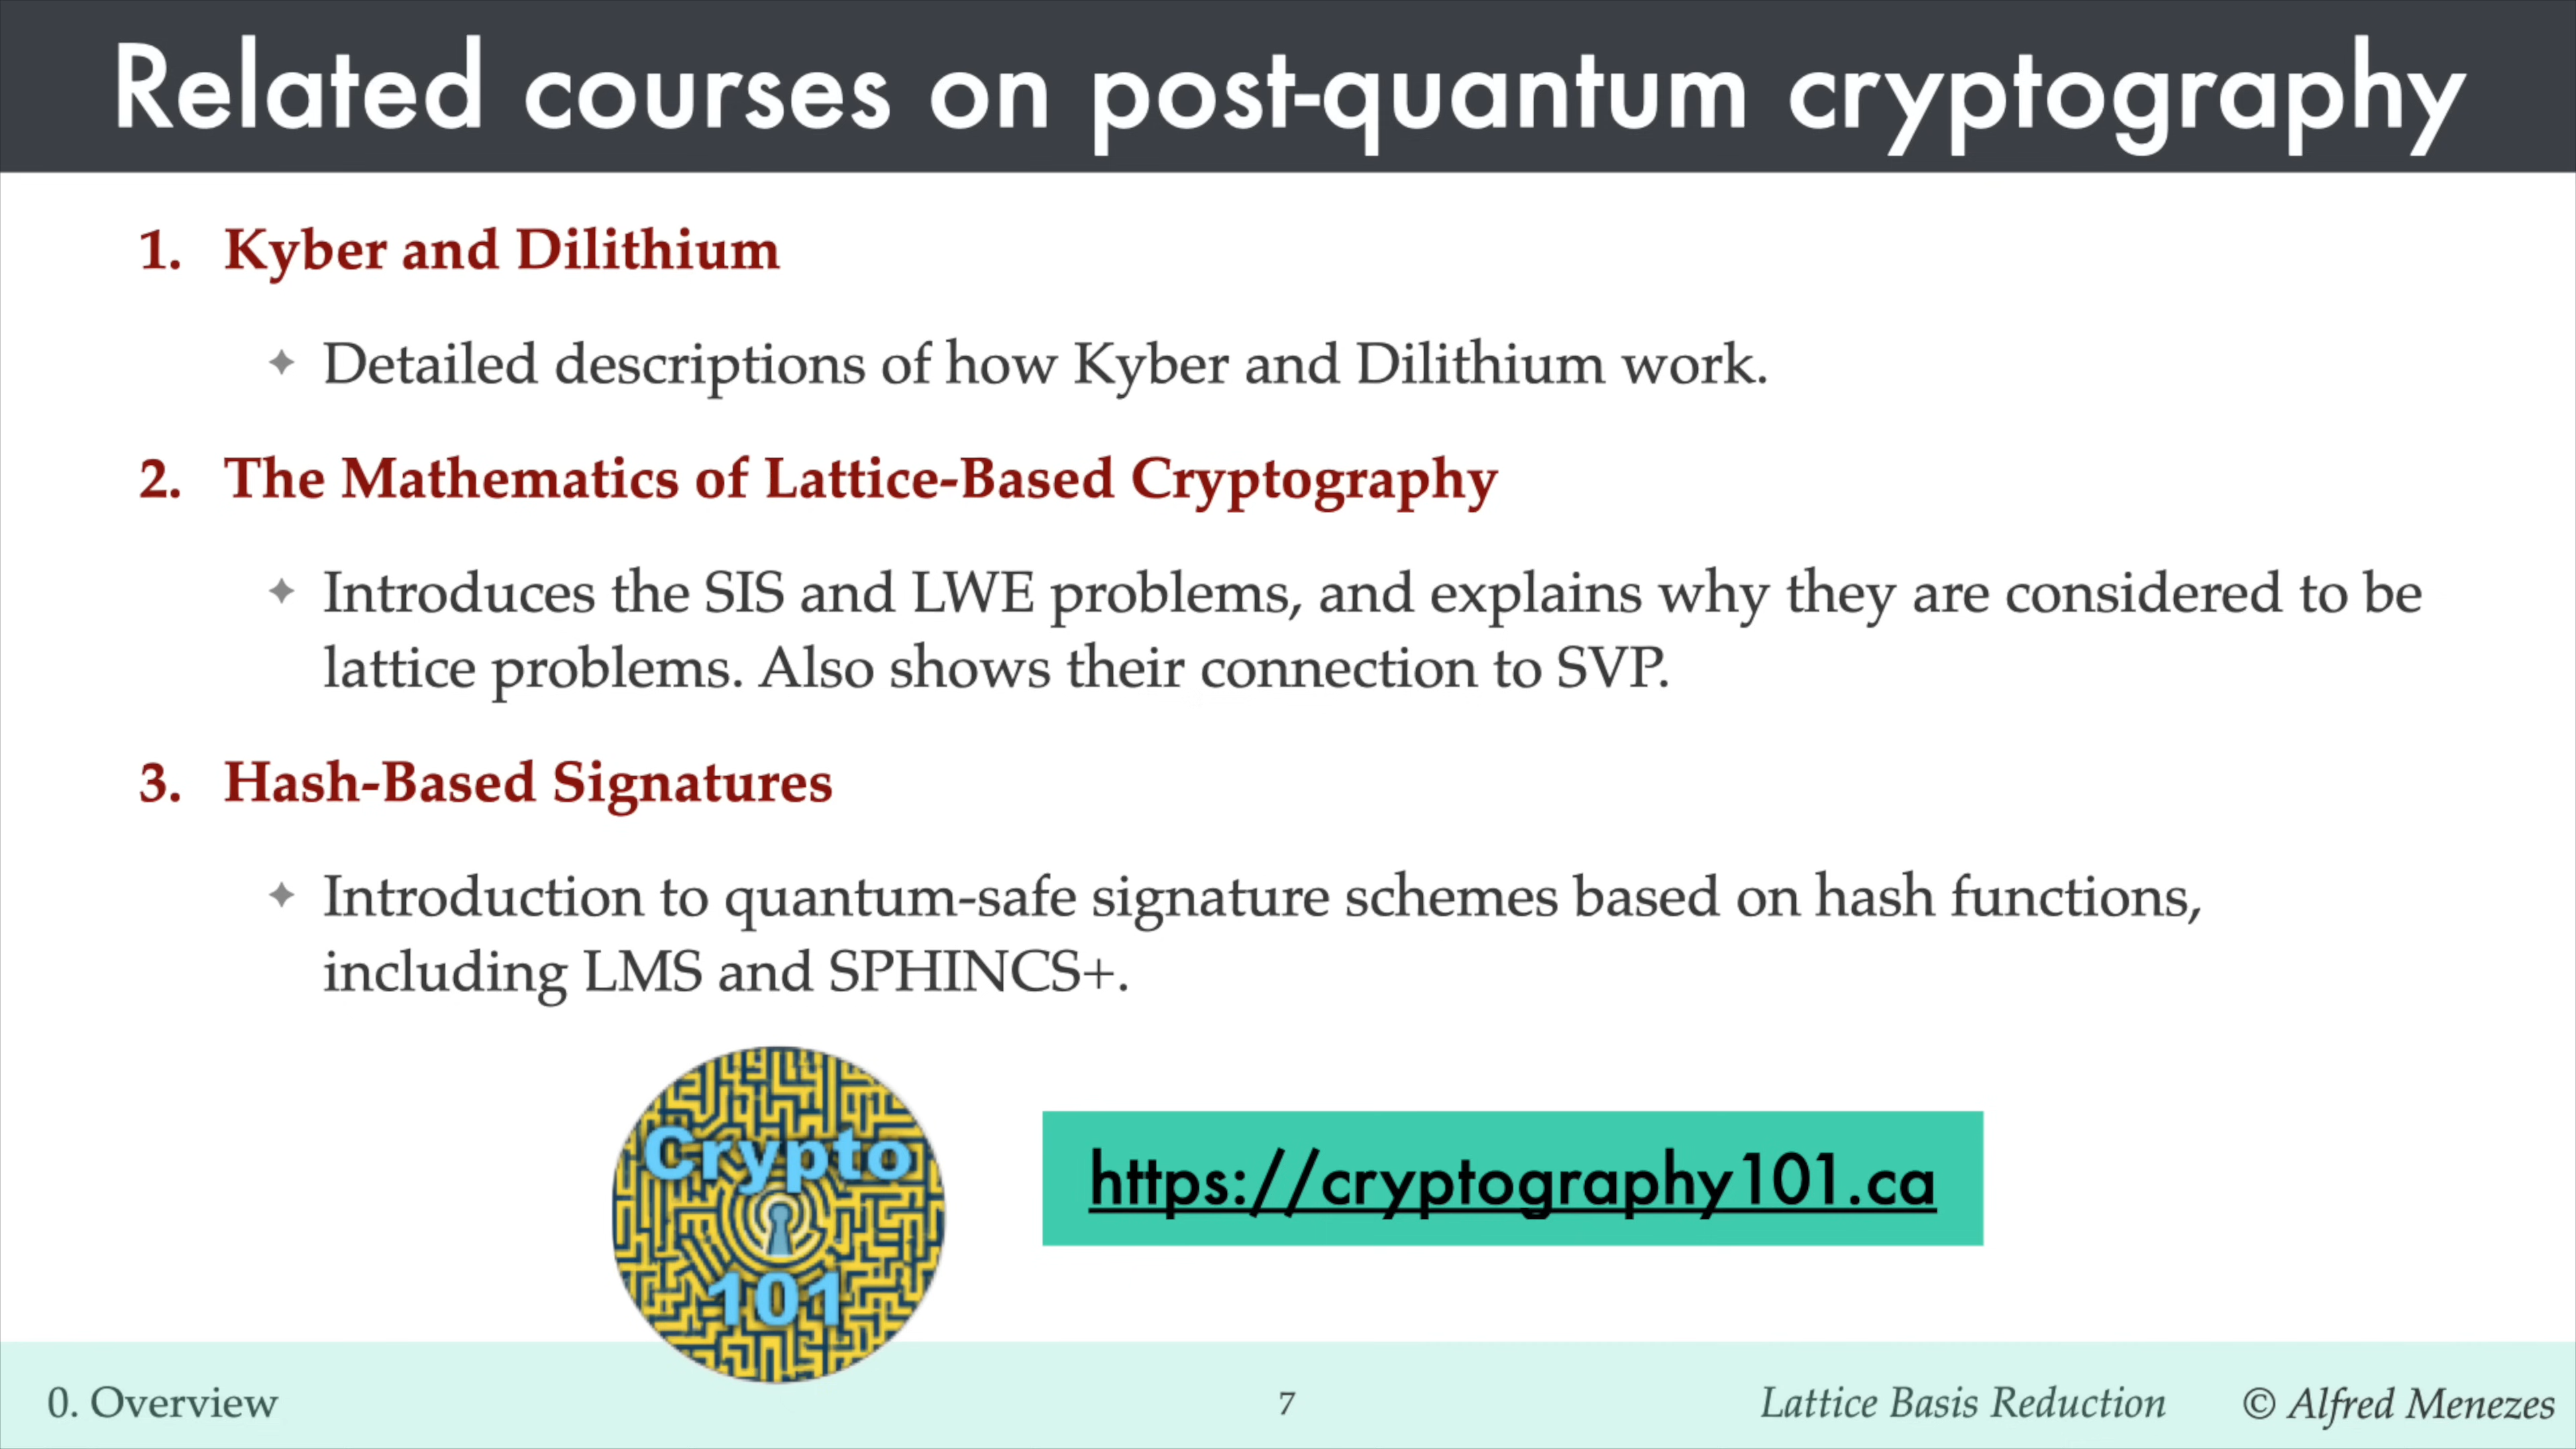 Related courses on post-quantum cryptography
1. Kyber and Dilithium
✦ Detailed descriptions of how Kyber and Dilithium work.
2. The Mathematics of Lattice-Based Cryptography
✦ Introduces the SIS and LWE problems, and explains why they are considered to be
lattice problems. Also shows their connection to SVP.
3. Hash-Based Signatures
✦ Introduction to quantum-safe signature schemes based on hash functions,
including LMS and SPHINCS+.
Crypto
101
https://cryptography101.ca
0. Overview 7 Lattice Basis Reduction © Alfred Menezes